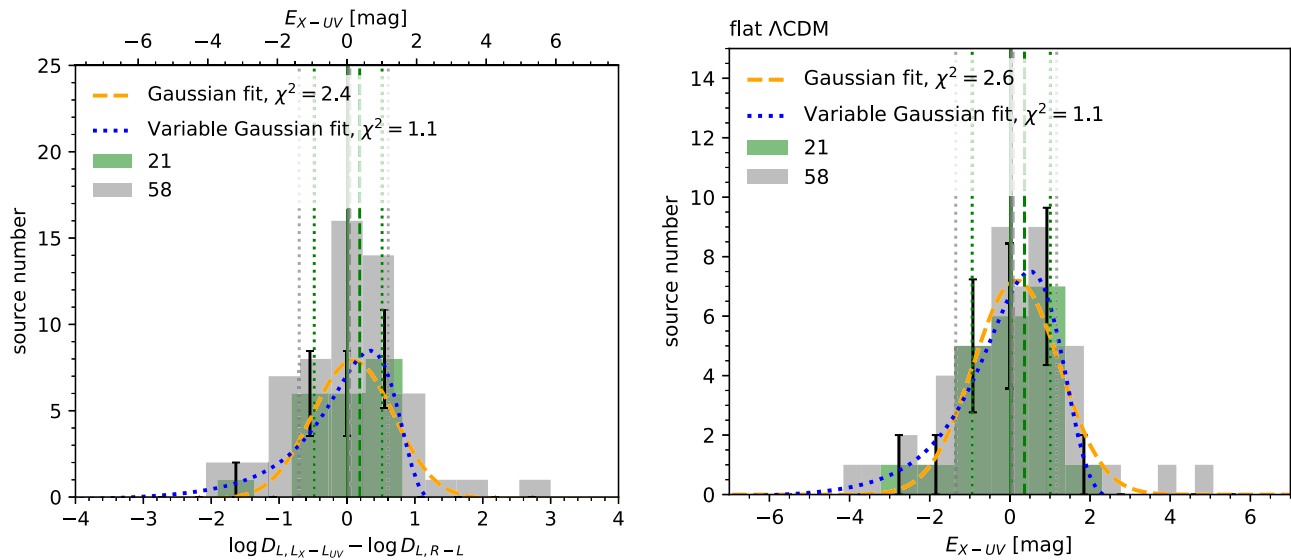 E_{X−UV} [mag]
−6 −4 −2 0 2 4 6
25
20
15
10
5
0
source number
Gaussian fit, χ² = 2.4
Variable Gaussian fit, χ² = 1.1
21
58
−4 −3 −2 −1 0 1 2 3 4
log D_{L, L_X−L_{UV}} − log D_{L, R−L}
flat ΛCDM
14
12
10
8
6
4
2
0
source number
Gaussian fit, χ² = 2.6
Variable Gaussian fit, χ² = 1.1
21
58
−6 −4 −2 0 2 4 6
E_{X−UV} [mag]